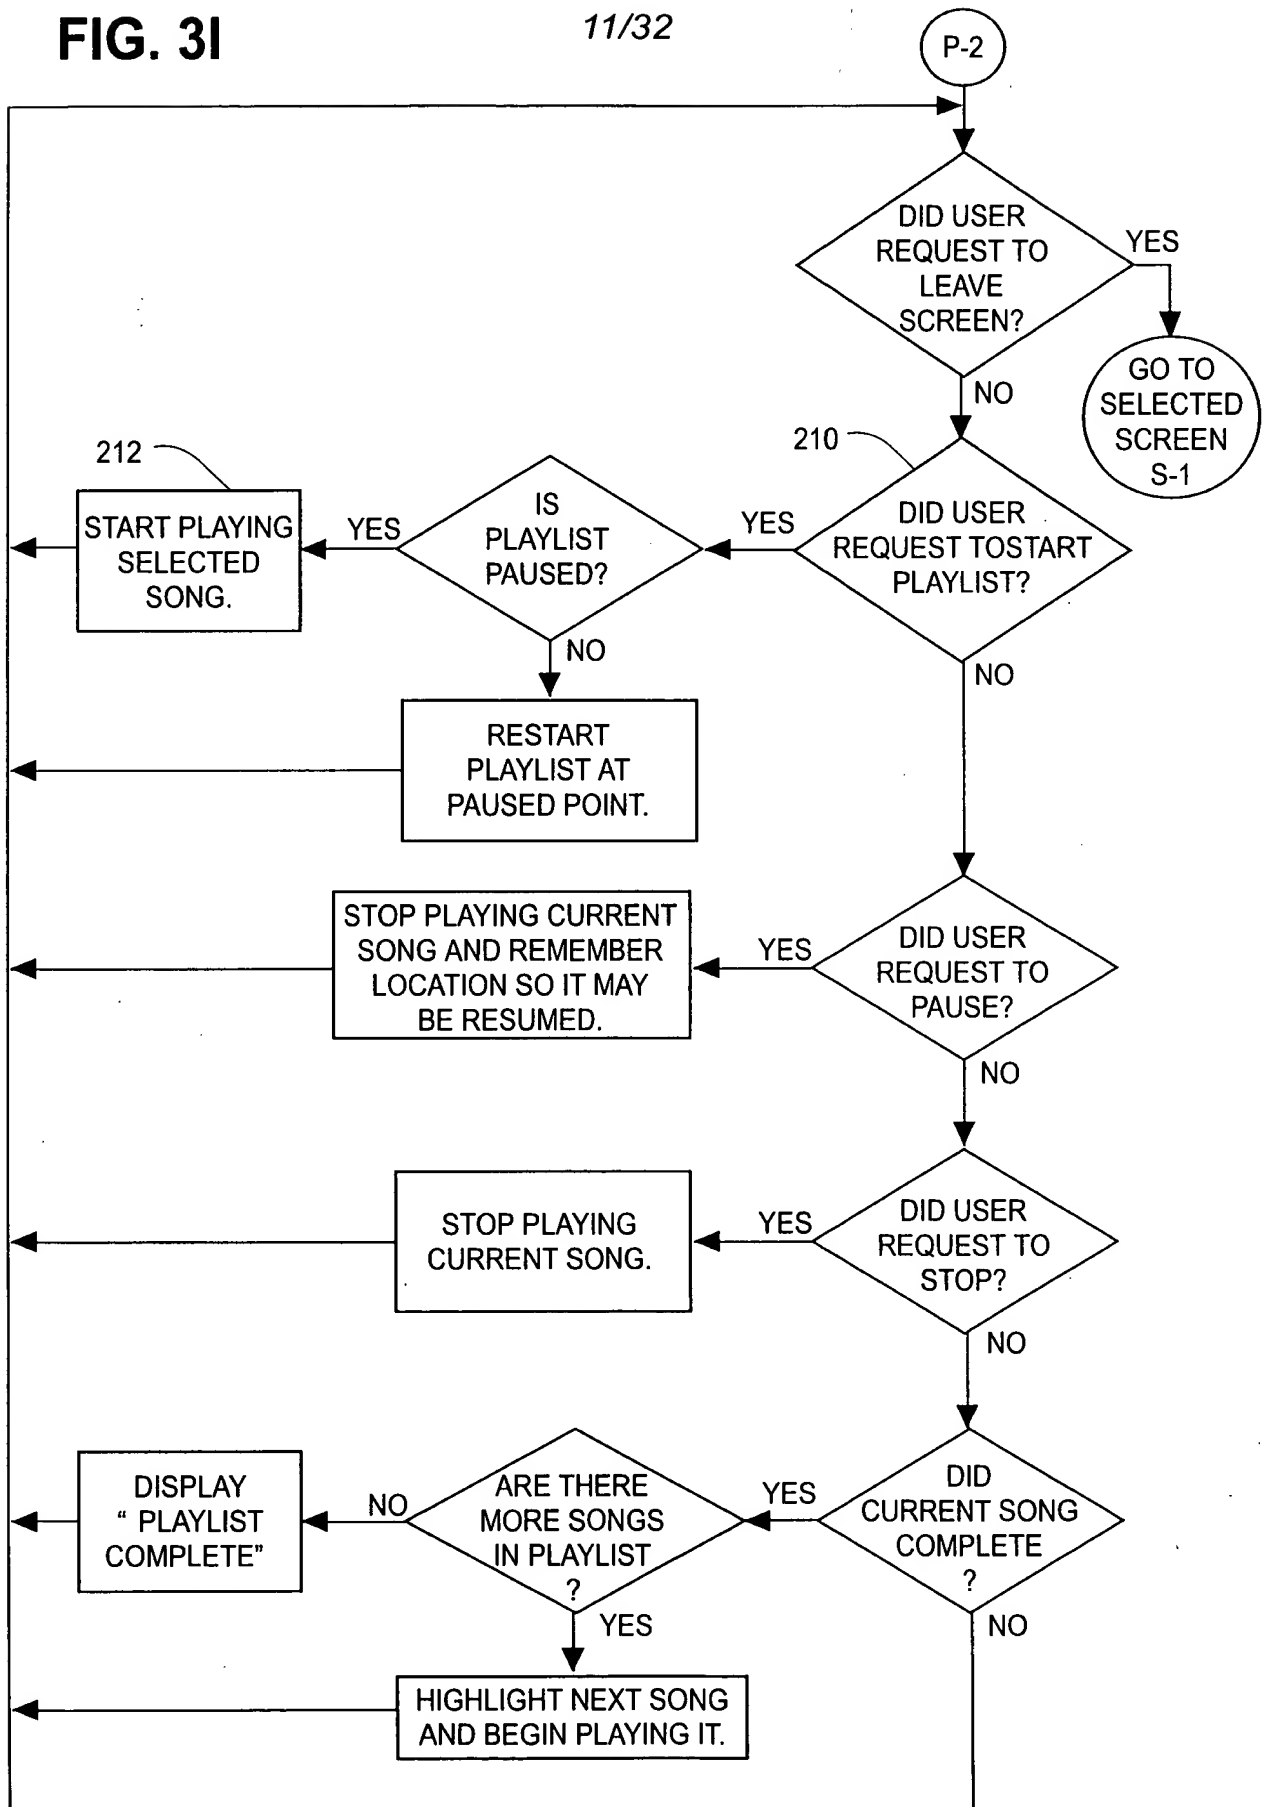 FIG. 3I
11/32
P-2
DID USER
REQUEST TO
LEAVE
SCREEN?
YES
GO TO
SELECTED
SCREEN
S-1
NO
210
DID USER
REQUEST TOSTART
PLAYLIST?
YES
IS
PLAYLIST
PAUSED?
YES
212
START PLAYING
SELECTED
SONG.
NO
RESTART
PLAYLIST AT
PAUSED POINT.
NO
DID USER
REQUEST TO
PAUSE?
YES
STOP PLAYING CURRENT
SONG AND REMEMBER
LOCATION SO IT MAY
BE RESUMED.
NO
DID USER
REQUEST TO
STOP?
YES
STOP PLAYING
CURRENT SONG.
NO
DID
CURRENT SONG
COMPLETE
?
YES
ARE THERE
MORE SONGS
IN PLAYLIST
?
NO
DISPLAY
“ PLAYLIST
COMPLETE”
YES
HIGHLIGHT NEXT SONG
AND BEGIN PLAYING IT.
NO